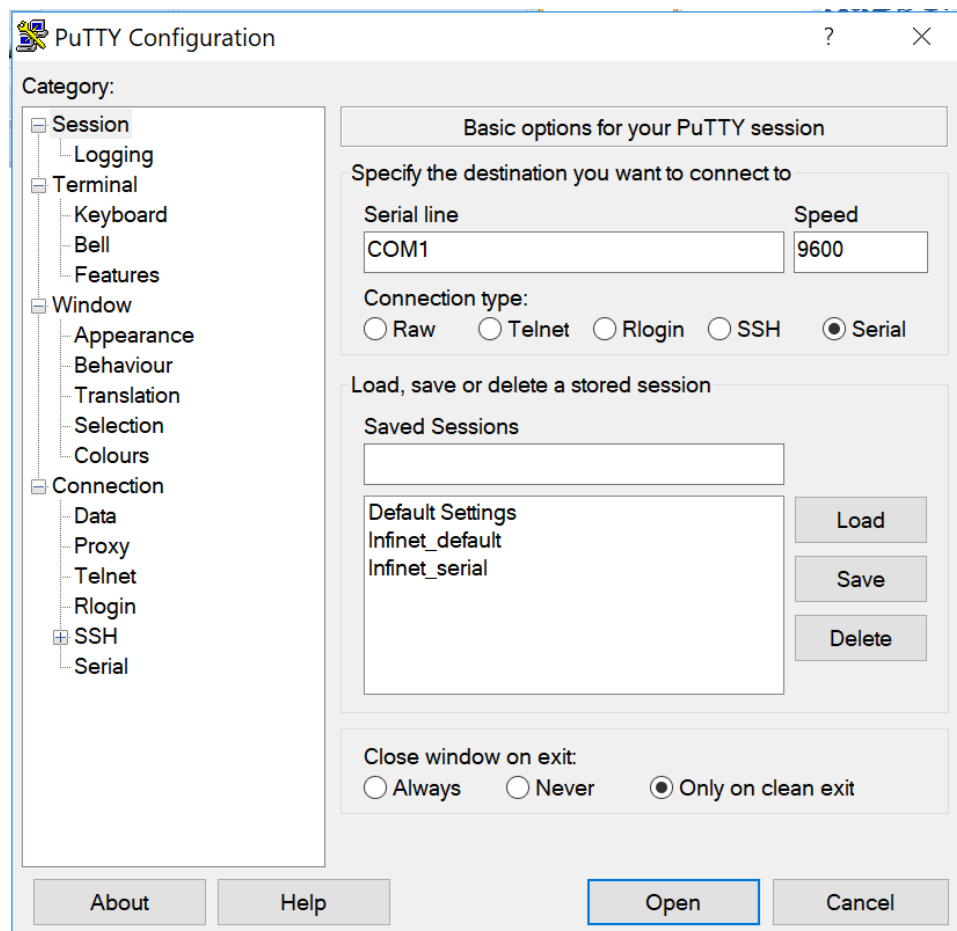 PuTTY Configuration
?
Category:
Session
Logging
Terminal
Keyboard
Bell
Features
Window
Appearance
Behaviour
Translation
Selection
Colours
Connection
Data
Proxy
Telnet
Rlogin
SSH
Serial
Basic options for your PuTTY session
Specify the destination you want to connect to
Serial line Speed
COM1 9600
Connection type:
Raw Telnet Rlogin SSH Serial
Load, save or delete a stored session
Saved Sessions
Default Settings
Infinet_default
Infinet_serial
Load
Save
Delete
Close window on exit:
Always Never Only on clean exit
About Help Open Cancel